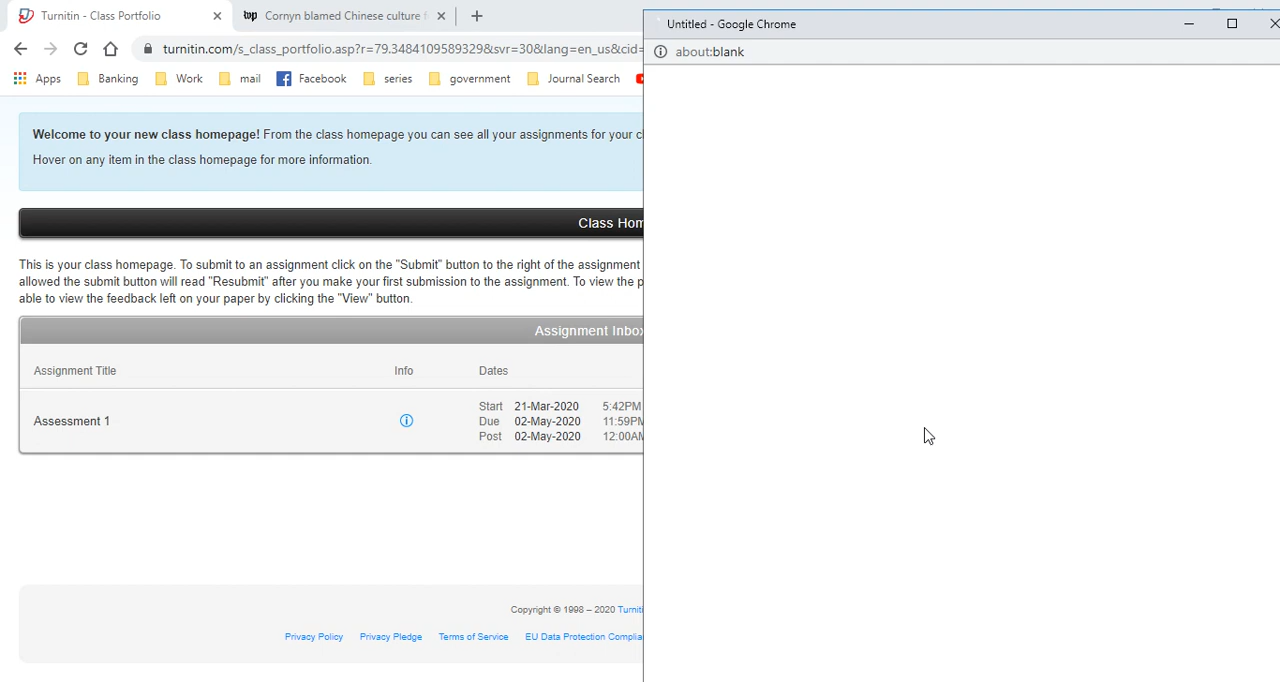 Turnitin - Class Portfolio
Cornyn blamed Chinese culture f
Untitled - Google Chrome
turnitin.com/s_class_portfolio.asp?r=79.3484109589329&svr=30&lang=en_us&cid=
about:blank
Apps Banking Work mail Facebook series government Journal Search
Welcome to your new class homepage! From the class homepage you can see all your assignments for your cl
Hover on any item in the class homepage for more information.
Class Hom
This is your class homepage. To submit to an assignment click on the "Submit" button to the right of the assignment
allowed the submit button will read "Resubmit" after you make your first submission to the assignment. To view the p
able to view the feedback left on your paper by clicking the "View" button.
Assignment Inbox
Assignment Title Info Dates
Start 21-Mar-2020 5:42PM
Assessment 1 Due 02-May-2020 11:59PM
Post 02-May-2020 12:00AM
Copyright © 1998 – 2020 Turniti
Privacy Policy Privacy Pledge Terms of Service EU Data Protection Complia